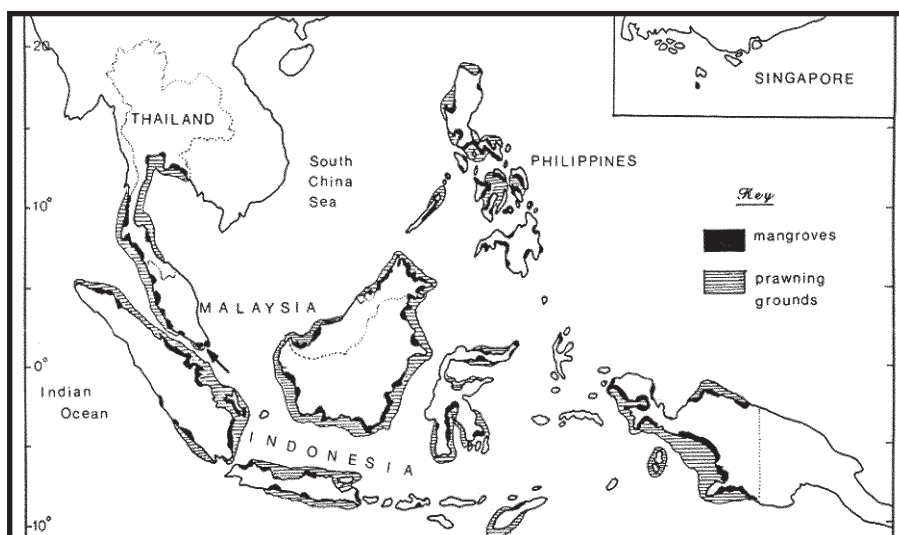 20
THAILAND
South
China
Sea
10°
PHILIPPINES
SINGAPORE
Key
mangroves
prawning
grounds
MALAYSIA
0°
Indian
Ocean
INDONESIA
10°